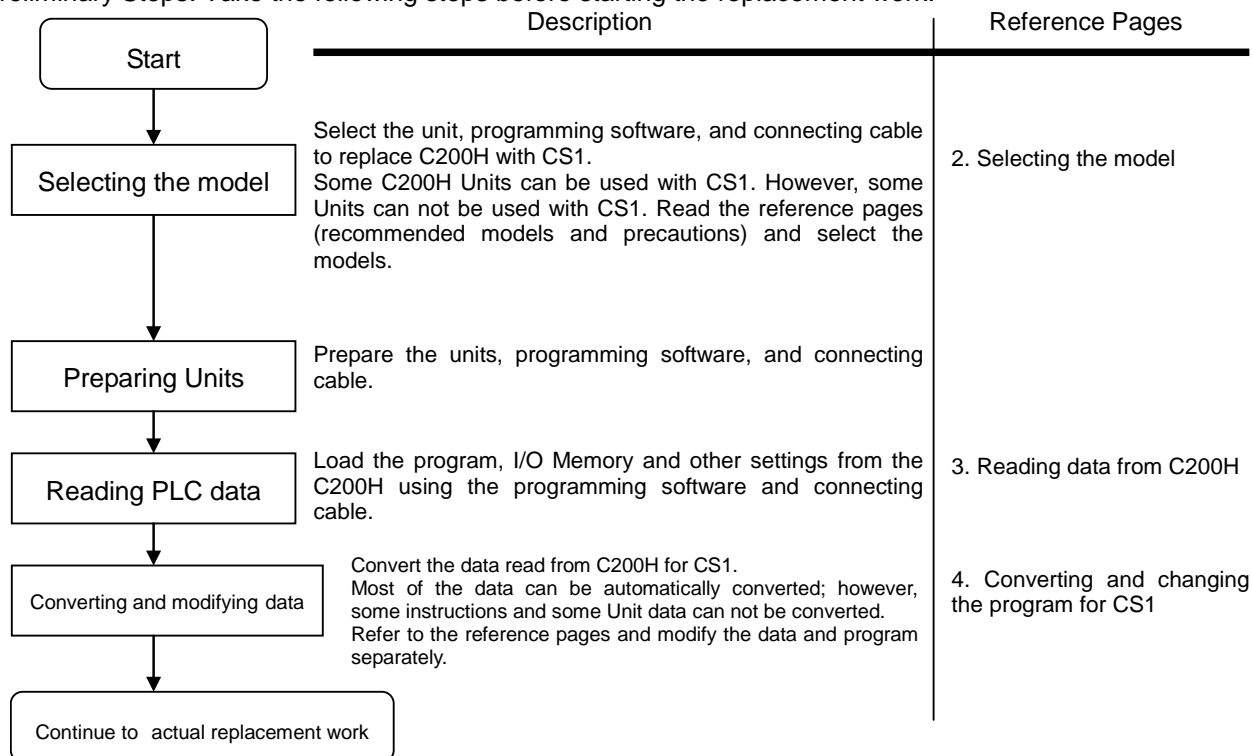 Preliminary Steps: Take the following steps before starting the replacement work.
Description
Reference Pages
Start
Selecting the model
Select the unit, programming software, and connecting cable
to replace C200H with CS1.
Some C200H Units can be used with CS1. However, some
Units can not be used with CS1. Read the reference pages
(recommended models and precautions) and select the
models.
2. Selecting the model
Preparing Units
Prepare the units, programming software, and connecting
cable.
Reading PLC data
Load the program, I/O Memory and other settings from the
C200H using the programming software and connecting
cable.
3. Reading data from C200H
Converting and modifying data
Convert the data read from C200H for CS1.
Most of the data can be automatically converted; however,
some instructions and some Unit data can not be converted.
Refer to the reference pages and modify the data and program
separately.
4. Converting and changing
the program for CS1
Continue to actual replacement work